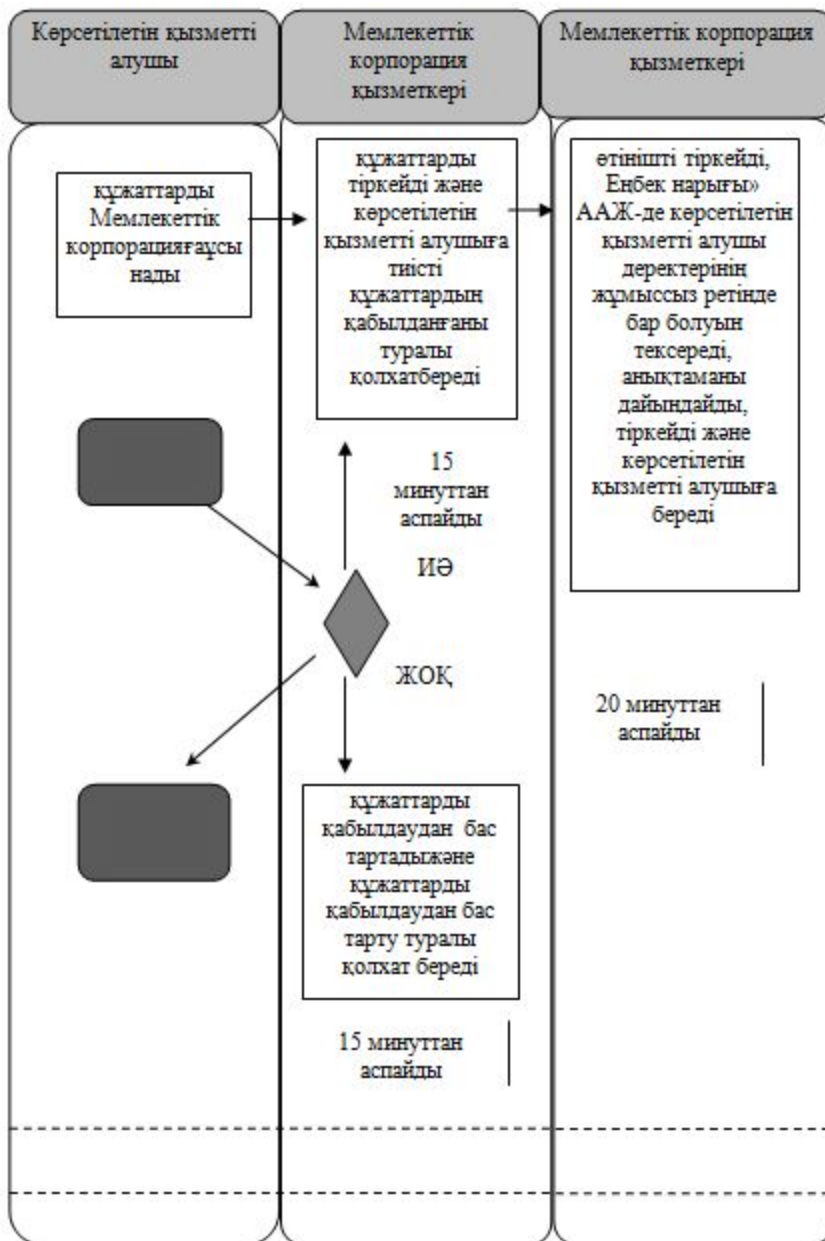 Көрсетілетін қызметті
алушы
Мемлекеттік
корпорация
қызметкері
Мемлекеттік корпорация
қызметкері
құжаттарды
Мемлекеттік
корпорацияғаұсы
нады
құжаттарды
тіркейді және
көрсетілетін
қызметті алушыға
тиісті
құжаттардың
қабылданғаны
туралы
қолхатбереді
өтінішті тіркейді,
Еңбек нарығы»
ААЖ-де көрсетілетін
қызметті алушы
деректерінің
жұмыссыз ретінде
бар болуын
тексереді,
анықтаманы
дайындайды,
тіркейді және
көрсетілетін
қызметті алушыға
береді
15
минуттан
аспайды
ИӘ
ЖОҚ
20 минуттан
аспайды
құжаттарды
қабылдаудан бас
тартадыжәне
құжаттарды
қабылдаудан бас
тарту туралы
қолхат береді
15 минуттан
аспайды